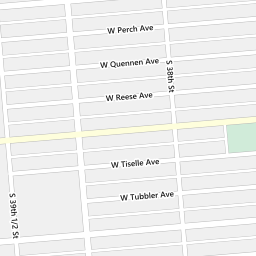 W Perch Ave
W Quennen Ave
S 38th St
W Reese Ave
W Tiselle Ave
W Tubbler Ave
S 39th 1/2 St